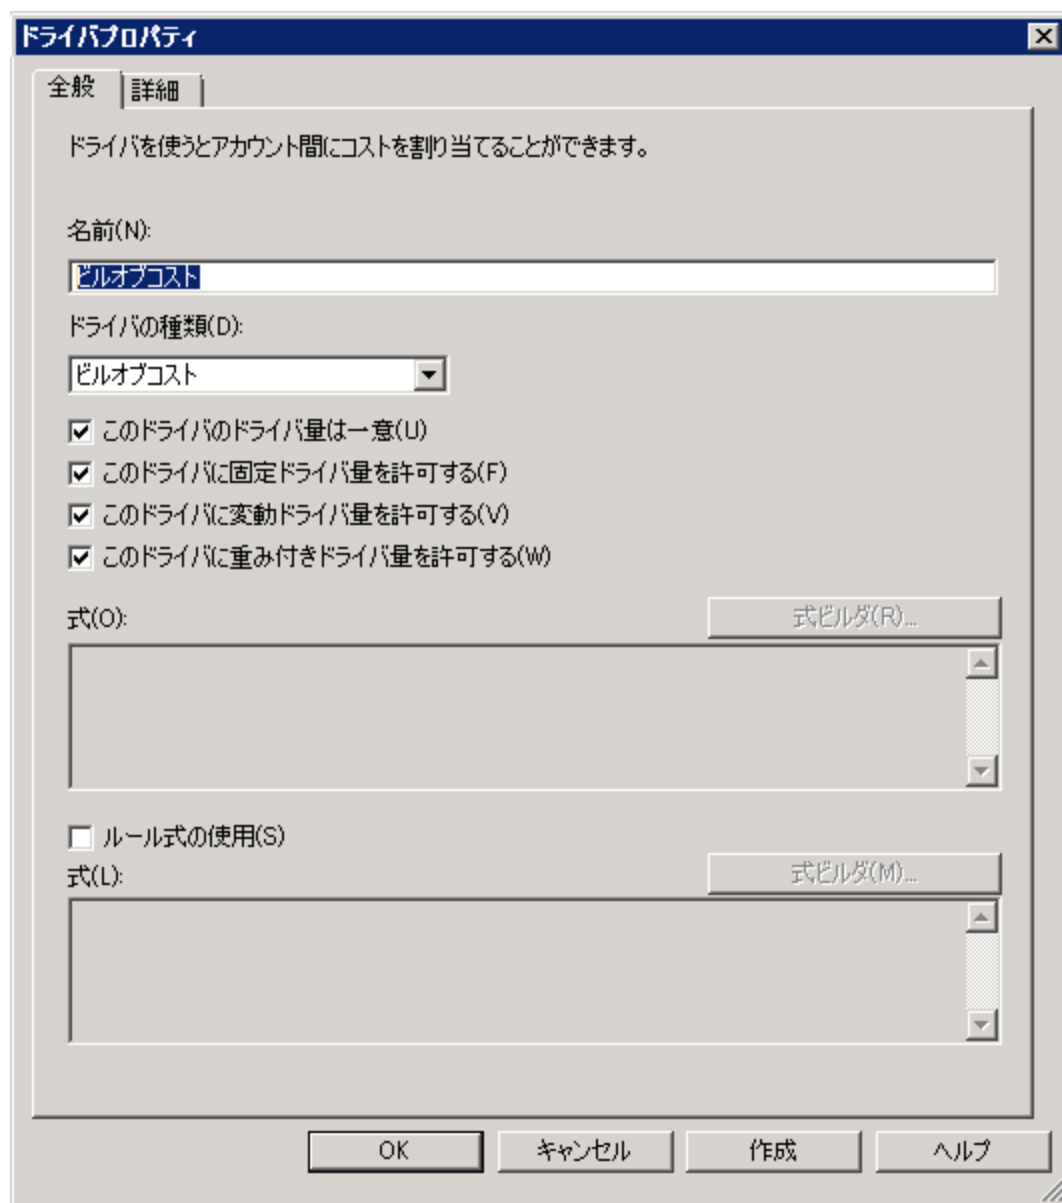 ドライバプロパティ
全般 詳細
ドライバを使うとアカウント間にコストを割り当てることができます。
名前(N):
ビルオブコスト
ドライバの種類(D):
ビルオブコスト
このドライバのドライバ量は一意(U)
このドライバに固定ドライバ量を許可する(F)
このドライバに変動ドライバ量を許可する(V)
このドライバに重み付きドライバ量を許可する(W)
式(O): 式ビルダ(R)...
ルール式の使用(S)
式(L): 式ビルダ(M)...
OK キャンセル 作成 ヘルプ